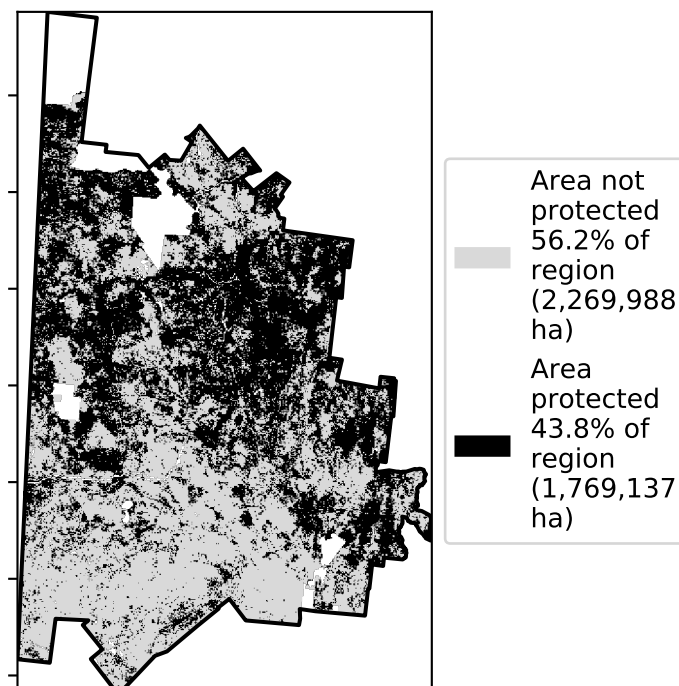 Area not
protected
56.2% of
region
(2,269,988
ha)
Area
protected
43.8% of
region
(1,769,137
ha)